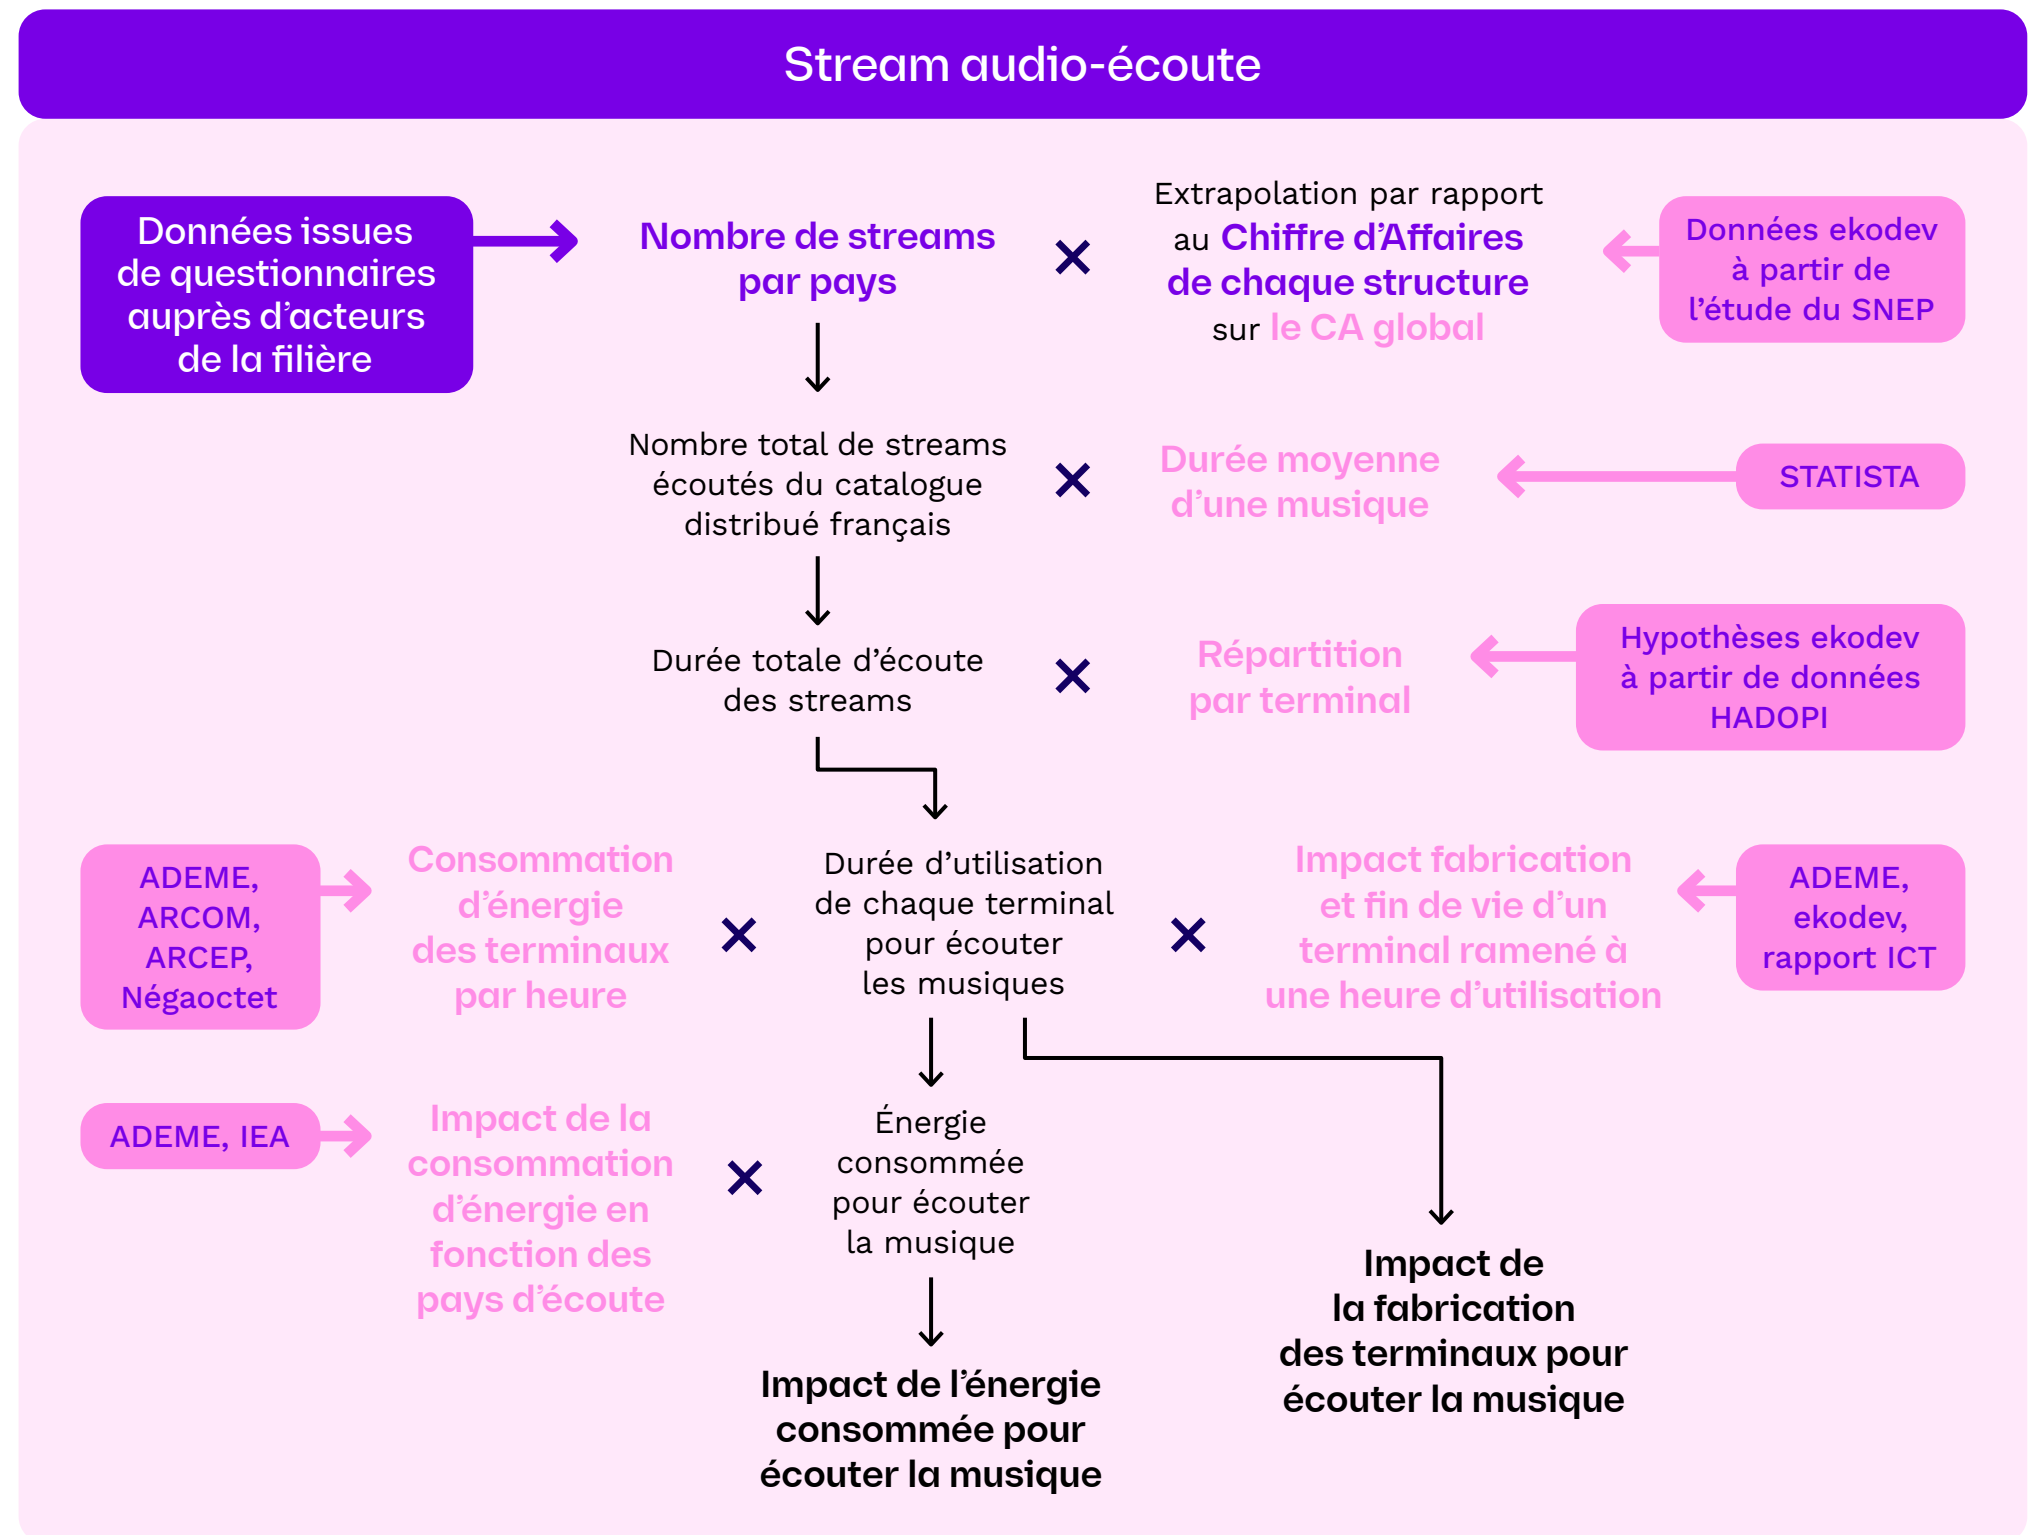 Stream audio-écoute
Données issues
de questionnaires
auprès d’acteurs
de la filière
Nombre de streams
par pays
Extrapolation par rapport
au Chiffre d’Affaires
de chaque structure
sur le CA global
Données ekodev
à partir de
l’étude du SNEP
Nombre total de streams
écoutés du catalogue
distribué français
Durée moyenne
d’une musique
STATISTA
Durée totale d’écoute
des streams
Répartition
par terminal
Hypothèses ekodev
à partir de données
HADOPI
ADEME,
ARCOM,
ARCEP,
Négaoctet
Consommation
d’énergie
des terminaux
par heure
Durée d’utilisation
de chaque terminal
pour écouter
les musiques
Impact fabrication
et fin de vie d’un
terminal ramené à
une heure d’utilisation
ADEME,
ekodev,
rapport ICT
ADEME, IEA
Impact de la
consommation
d’énergie en
fonction des
pays d’écoute
Énergie
consommée
pour écouter
la musique
Impact de
la fabrication
des terminaux pour
écouter la musique
Impact de l’énergie
consommée pour
écouter la musique